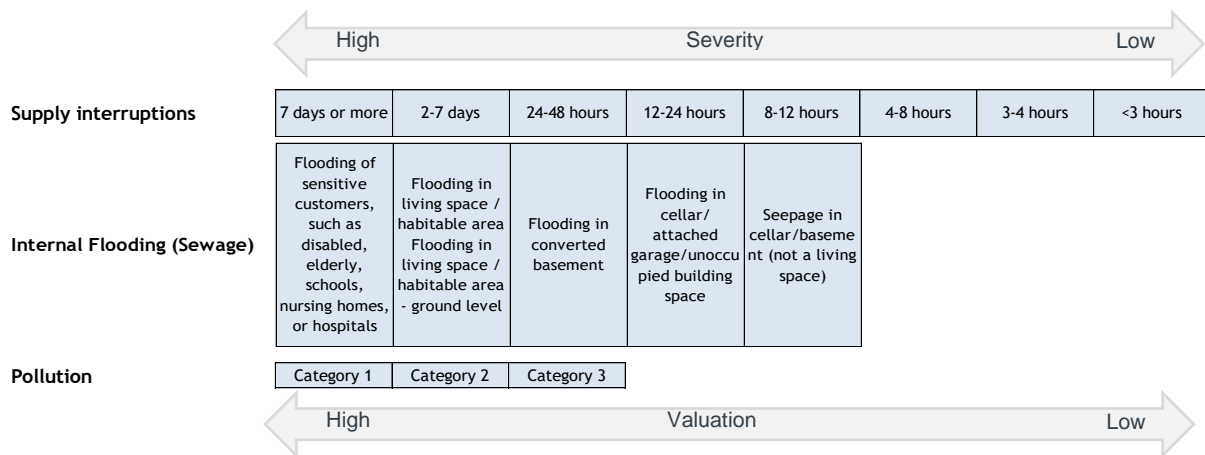 High Severity Low
Supply interruptions
7 days or more 2-7 days 24-48 hours 12-24 hours 8-12 hours 4-8 hours 3-4 hours <3 hours
Internal Flooding (Sewage)
Flooding of
sensitive
customers,
such as
disabled,
elderly,
schools,
nursing homes,
or hospitals
Flooding in
living space /
habitable area
Flooding in
living space /
habitable area
- ground level
Flooding in
converted
basement
Flooding in
cellar/
attached
garage/unoccu
pied building
space
Seepage in
cellar/baseme
nt (not a living
space)
Pollution
Category 1 Category 2 Category 3
High Valuation Low